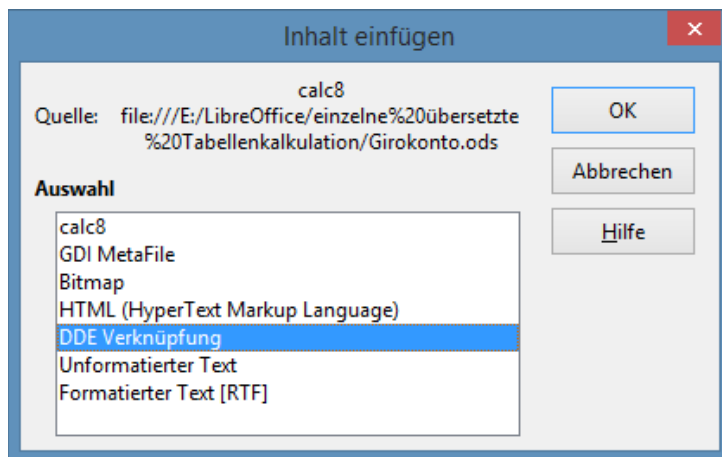 Inhalt einfügen
calc8
Quelle: file:///E:/LibreOffice/einzelne%20übersetzte
%20Tabellenkalkulation/Girokonto.ods
OK
Abbrechen
Hilfe
Auswahl
calc8
GDI MetaFile
Bitmap
HTML (HyperText Markup Language)
DDE Verknüpfung
Unformatierter Text
Formatierter Text [RTF]